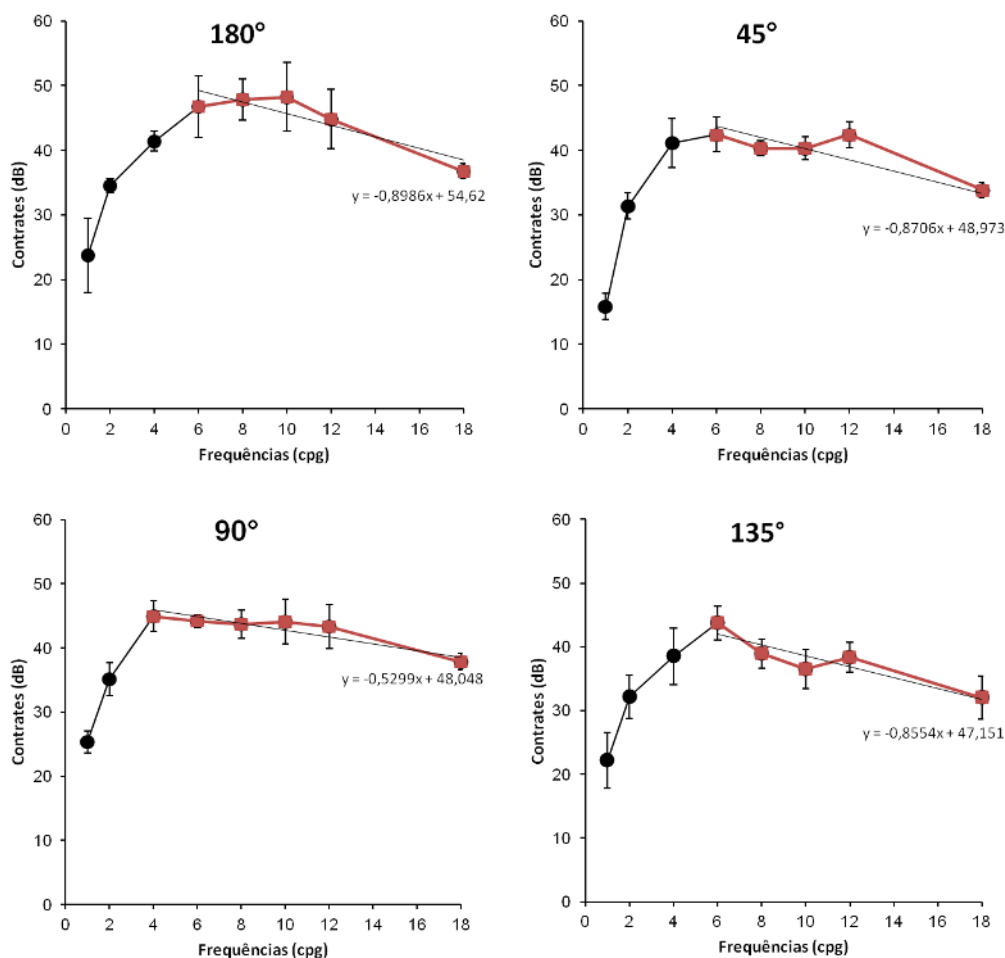 180°
Contrates (dB)
60
50
40
30
20
10
0
y = -0,8986x + 54,62
0 2 4 6 8 10 12 14 16 18
Frequências (cpg)
45°
Contrates (dB)
60
50
40
30
20
10
0
y = -0,8706x + 48,973
0 2 4 6 8 10 12 14 16 18
Frequências (cpg)
90°
Contrates (dB)
60
50
40
30
20
10
0
y = -0,5299x + 48,048
0 2 4 6 8 10 12 14 16 18
Frequências (cpg)
135°
Contrates (dB)
60
50
40
30
20
10
0
y = -0,8554x + 47,151
0 2 4 6 8 10 12 14 16 18
Frequências (cpg)